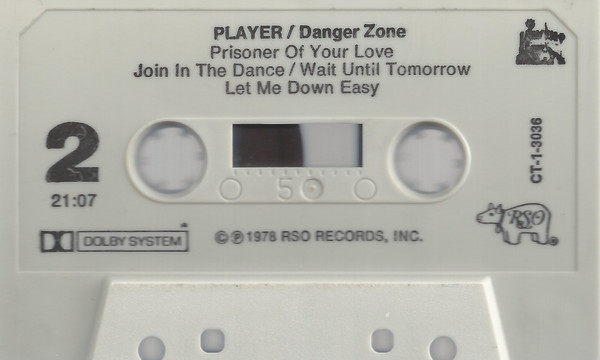 PLAYER / Danger Zone
Prisoner Of Your Love
Join In The Dance / Wait Until Tomorrow
Let Me Down Easy
2
21:07
CT-1-3036
56
DOLBY SYSTEM
©℗1978 RSO RECORDS, INC.
RSO